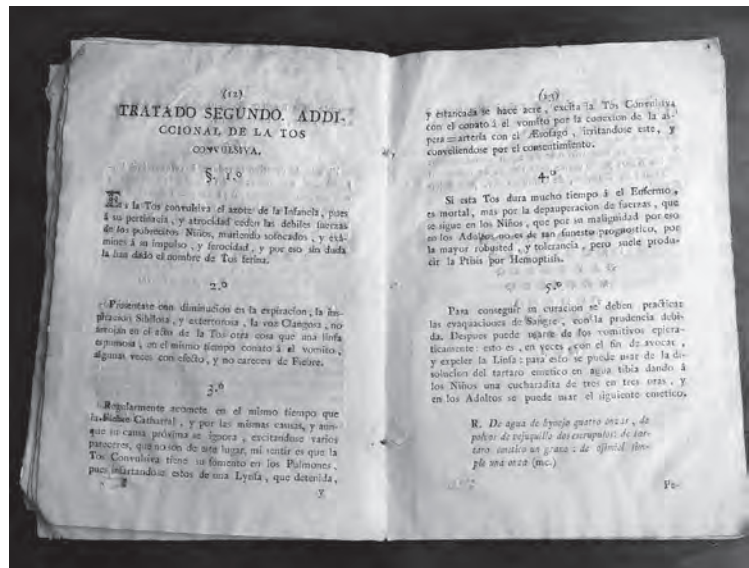 (12)
TRATADO SEGUNDO. ADDI-
CCIONAL DE LA TOS
CONVULSIVA.
§. 1.º
Es la Tos convulsiva el azote de la Infancia, pues
á su pertinacia, y atrocidad ceden las debiles fuerzas
de los pobrecitos Niños, muriendo sofocados, y exá-
mines á su impulso, y ferocidad, y por eso sin duda
la han dado el nombre de Tos ferina.
2.º
Presentase con diminucion en la espiracion, la ins-
piracion Sibilosa, y estertorosa, la voz Clangosa, no
arrojan en el acto de la Tos otra cosa que una linfa
espumosa, en el mismo tiempo conato á el vomito,
algunas veces con efecto, y no carecen de Fiebre.
3.º
Regularmente acomete en el mismo tiempo que
la Fiebre Catharral, y por las mismas causas, y aun-
que su causa próxima se ignora, excitandose varios
pareceres, que no son de este lugar, mi sentir es que la
Tos Convulsiva tiene su fomento en los Pulmones,
pues infartandose estos de una Lynfa, que detenida,
y
(13)
y estancada se hace acre, excita la Tos Convulsiva
con el conato á el vomito por la conexion de la as-
pera=arteria con el Æsofago, irritandose este, y
conveliendose por el consentimiento.
4.º
Si esta Tos dura mucho tiempo á el Enfermo,
es mortal, mas por la depauperacion de fuerzas, que
se sigue en los Niños, que por su malignidad por eso
en los Adoltos no es de tan funesto prognostico, por
la mayor robusted, y tolerancia, pero suele produ-
cir la Ptisis por Hemoptisis.
5.º
Para conseguir su curacion se deben practicar
las evaquaciones de Sangre, con la prudencia debi-
da. Despues puede usarse de los vomitivos epicra-
ticamente: esto es, en veces, con el fin de avocar,
y expeler la Linfa: para esto se puede usar de la di-
solucion del tartaro emetico en agua tibia dando á
los Niños una cucharadita de tres en tres oras, y
en los Adoltos se puede usar el siguiente emetico.
R. De agua de hynojo quatro onzas, de
polvos de vejuquilla dos escrupulos: de tar-
taro emetico un grano: de ojimiel sim-
ple una onza (mc.)
Pe-